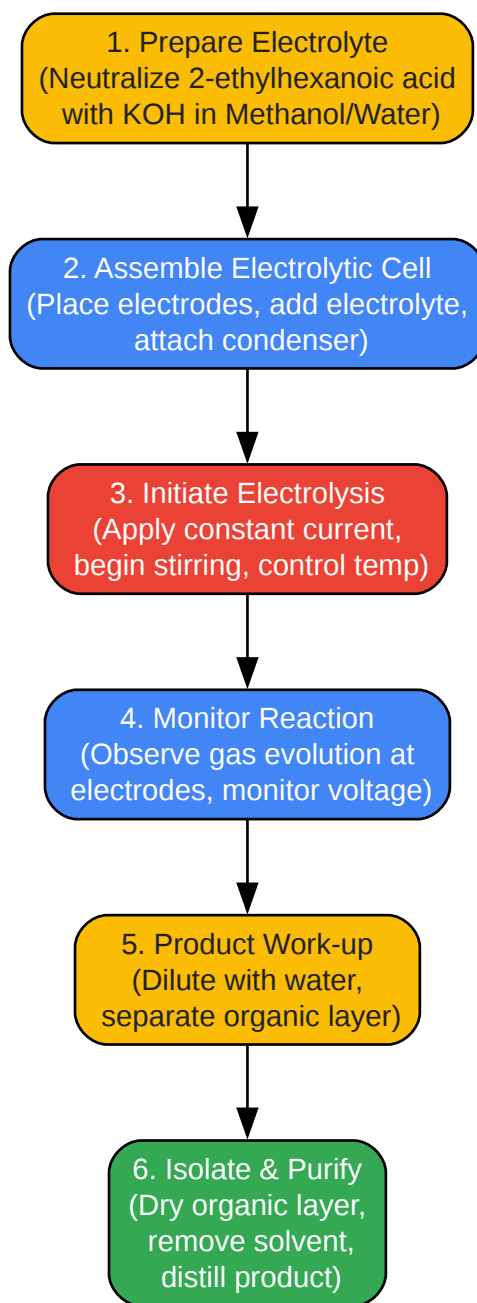 1. Prepare Electrolyte
(Neutralize 2-ethylhexanoic acid
with KOH in Methanol/Water)
2. Assemble Electrolytic Cell
(Place electrodes, add electrolyte,
attach condenser)
3. Initiate Electrolysis
(Apply constant current,
begin stirring, control temp)
4. Monitor Reaction
(Observe gas evolution at
electrodes, monitor voltage)
5. Product Work-up
(Dilute with water,
separate organic layer)
6. Isolate & Purify
(Dry organic layer,
remove solvent,
distill product)